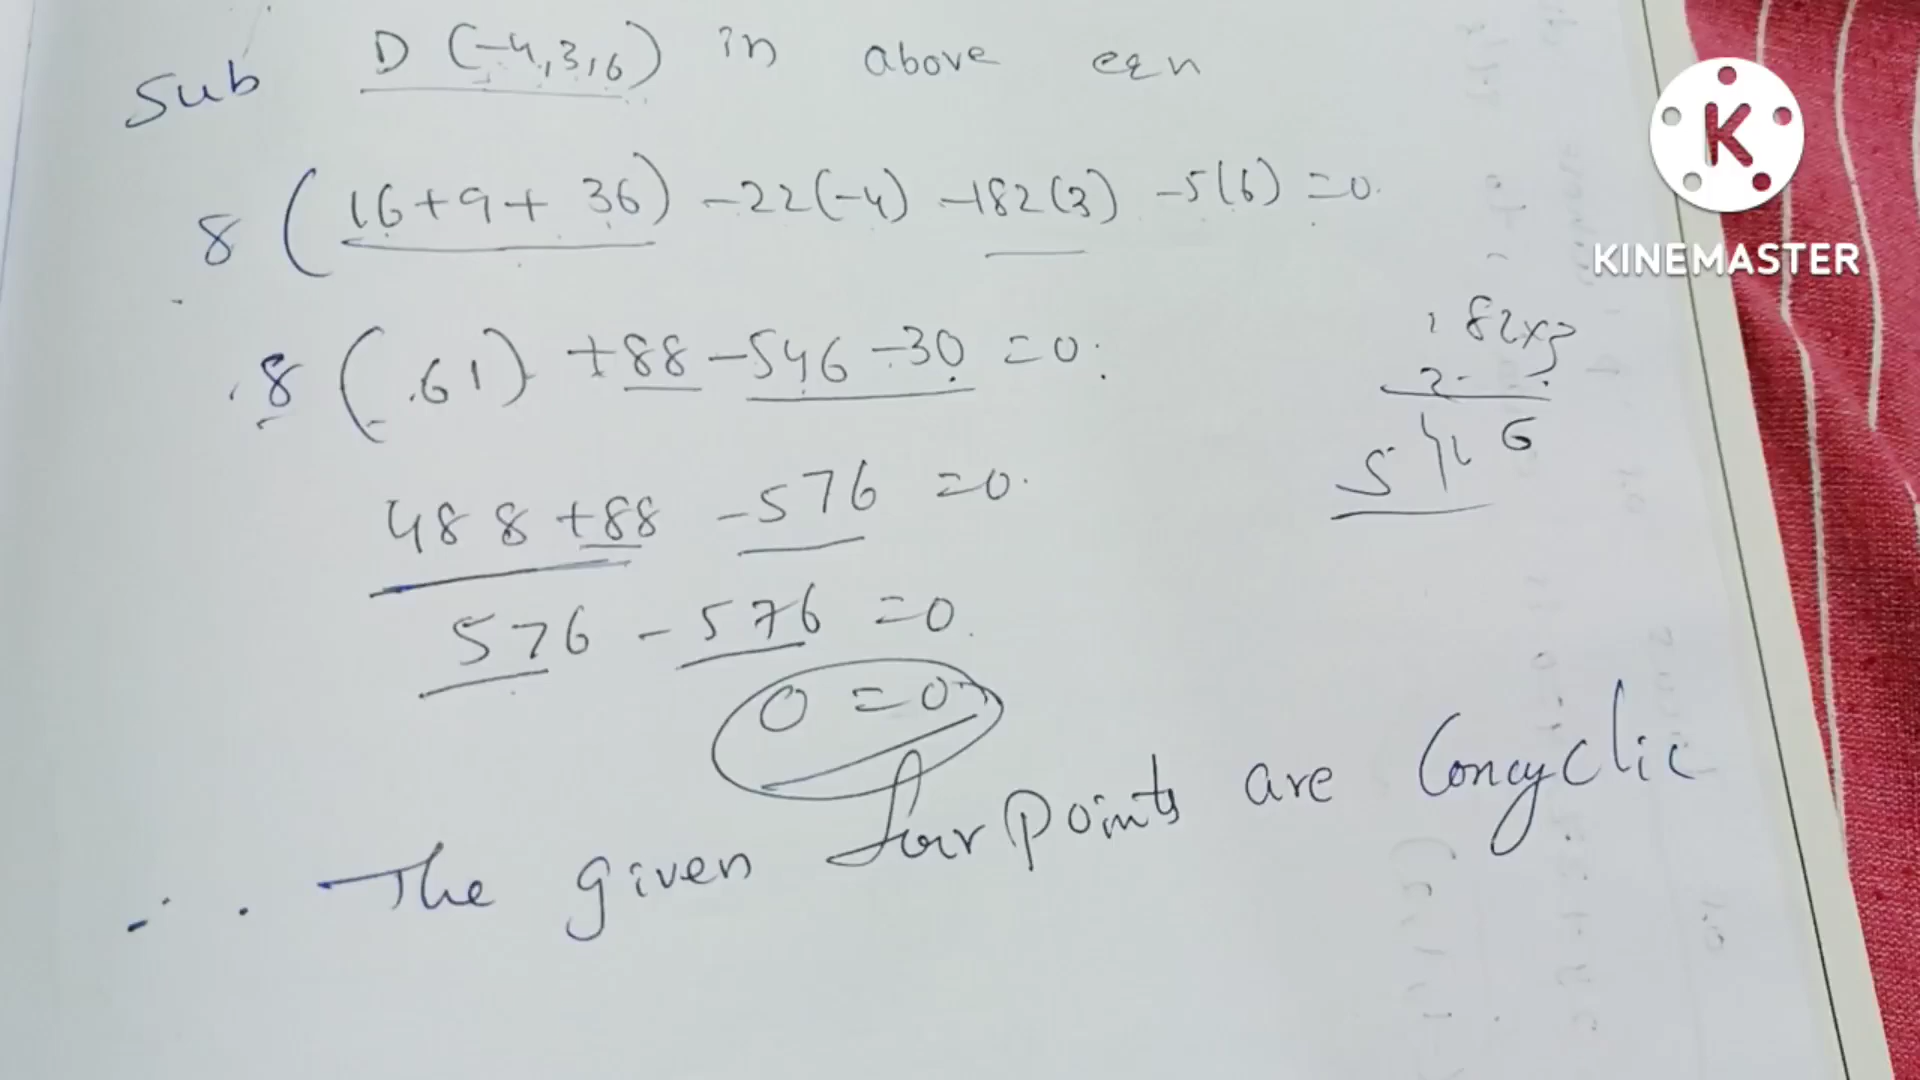 Sub D (-4,3,6) in above eqn
8 (16+9+ 36) -22(-4) -182(3) -5(6) =0.
8 (61) +88 -546 -30 =0.
182x3
546
488 +88 -576 =0.
576 - 576 =0.
0 =0
∴ The given four points are Concyclic
K
KINEMASTER